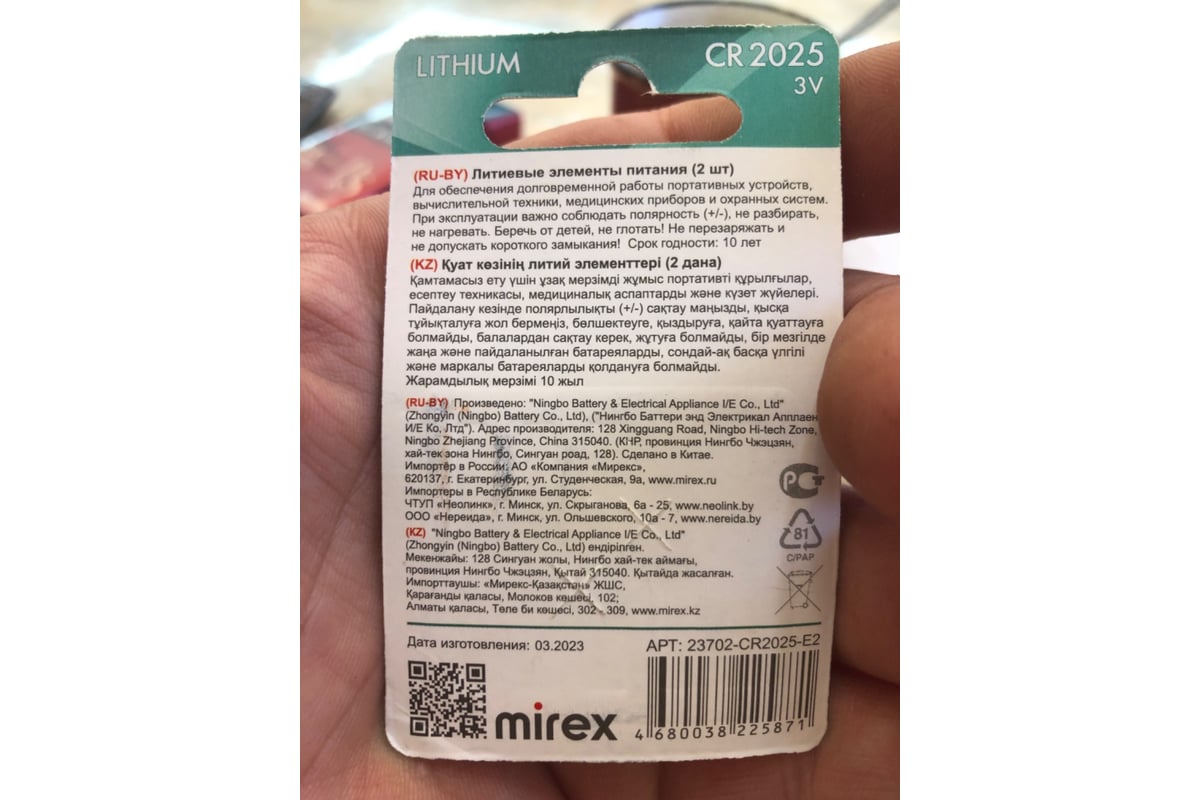 LITHIUM
CR 2025
3V
(RU-BY) Литиевые элементы питания (2 шт)
Для обеспечения долговременной работы портативных устройств,
вычислительной техники, медицинских приборов и охранных систем.
При эксплуатации важно соблюдать полярность (+/-), не разбирать,
не нагревать. Беречь от детей, не глотать! Не перезаряжать и
не допускать короткого замыкания! Срок годности: 10 лет
(KZ) Қуат көзінің литий элементтері (2 дана)
Қамтамасыз ету үшін ұзақ мерзімді жұмыс портативті құрылғылар,
есептеу техникасы, медициналық аспаптарды және күзет жүйелері.
Пайдалану кезінде полярлылықты (+/-) сақтау маңызды, қысқа
тұйықталуға жол бермеңіз, бөлшектеуге, қыздыруға, қайта қуаттауға
болмайды, балалардан сақтау керек, жұтуға болмайды, бір мезгілде
жаңа және пайдаланылған батареяларды, сондай-ақ басқа үлгілі
және маркалы батареяларды қолдануға болмайды.
Жарамдылық мерзімі 10 жыл
(RU-BY) Произведено: "Ningbo Battery & Electrical Appliance I/E Co., Ltd"
(Zhongyin (Ningbo) Battery Co., Ltd), ("Нингбо Баттери энд Электрикал Апплаен
И/Е Ко, Лтд"). Адрес производителя: 128 Xingguang Road, Ningbo Hi-tech Zone,
Ningbo Zhejiang Province, China 315040. (КНР, провинция Нингбо Чжэцзян,
хай-тек зона Нингбо, Сингуан роад, 128). Сделано в Китае.
Импортёр в России: АО «Компания «Мирекс»,
620137, г. Екатеринбург, ул. Студенческая, 9а, www.mirex.ru
Импортеры в Республике Беларусь:
ЧТУП «Неолинк», г. Минск, ул. Скрыганова, 6а - 25, www.neolink.by
ООО «Нереида», г. Минск, ул. Ольшевского, 10а - 7, www.nereida.by
(KZ) "Ningbo Battery & Electrical Appliance I/E Co., Ltd"
(Zhongyin (Ningbo) Battery Co., Ltd) өндірілген.
Мекенжайы: 128 Сингуан жолы, Нингбо хай-тек аймағы,
провинция Нингбо Чжэцзян, Қытай 315040. Қытайда жасалған.
Импорттаушы: «Мирекс-Қазақстан» ЖШС,
Қарағанды қаласы, Молоков көшесі, 102;
Алматы қаласы, Төле би көшесі, 302 - 309, www.mirex.kz
РСТ
81
C/PAP
Дата изготовления: 03.2023
АРТ: 23702-CR2025-E2
mirex
4 680038 225871